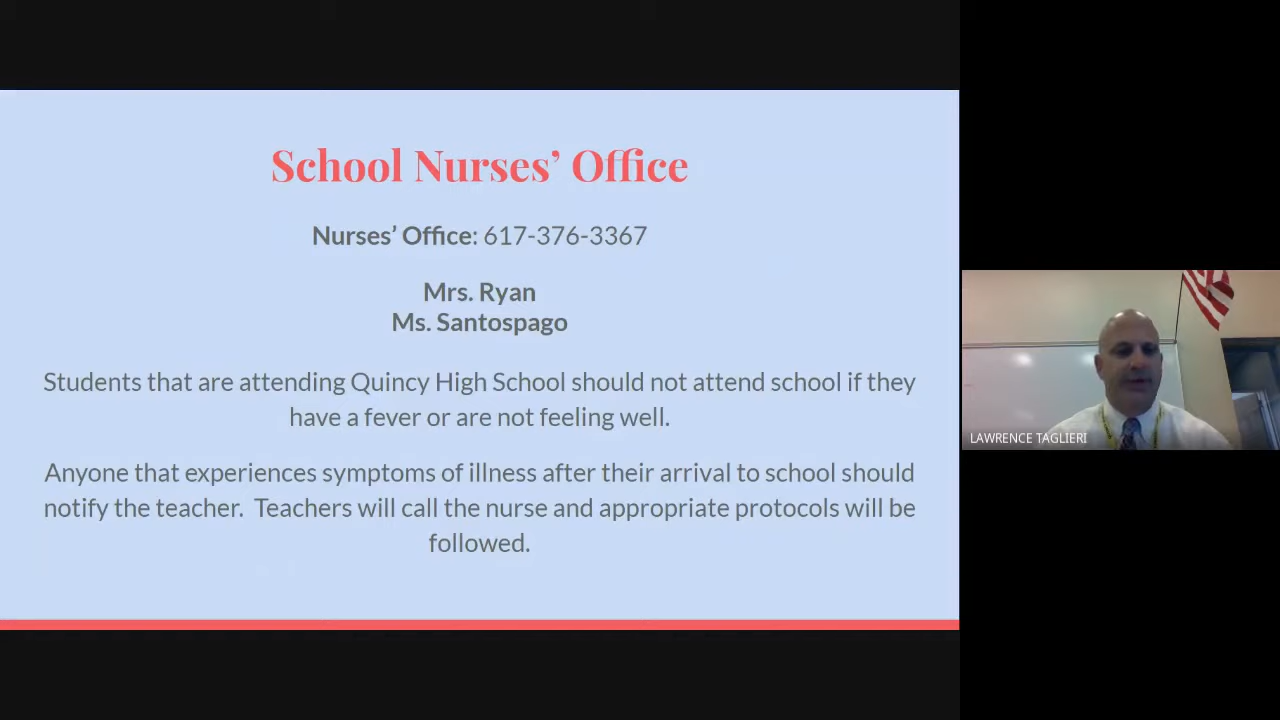 School Nurses’ Office
Nurses’ Office: 617-376-3367
Mrs. Ryan
Ms. Santospago
Students that are attending Quincy High School should not attend school if they
have a fever or are not feeling well.
Anyone that experiences symptoms of illness after their arrival to school should
notify the teacher.  Teachers will call the nurse and appropriate protocols will be
followed.
LAWRENCE TAGLIERI